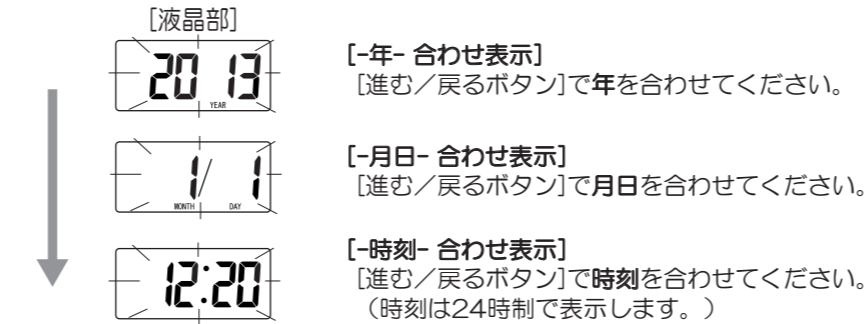 [液晶部]
20 13
YEAR
[-年- 合わせ表示]
[進む／戻るボタン]で年を合わせてください。
1/ 1
MONTH DAY
[-月日- 合わせ表示]
[進む／戻るボタン]で月日を合わせてください。
12:20
[-時刻- 合わせ表示]
[進む／戻るボタン]で時刻を合わせてください。
（時刻は24時制で表示します。）